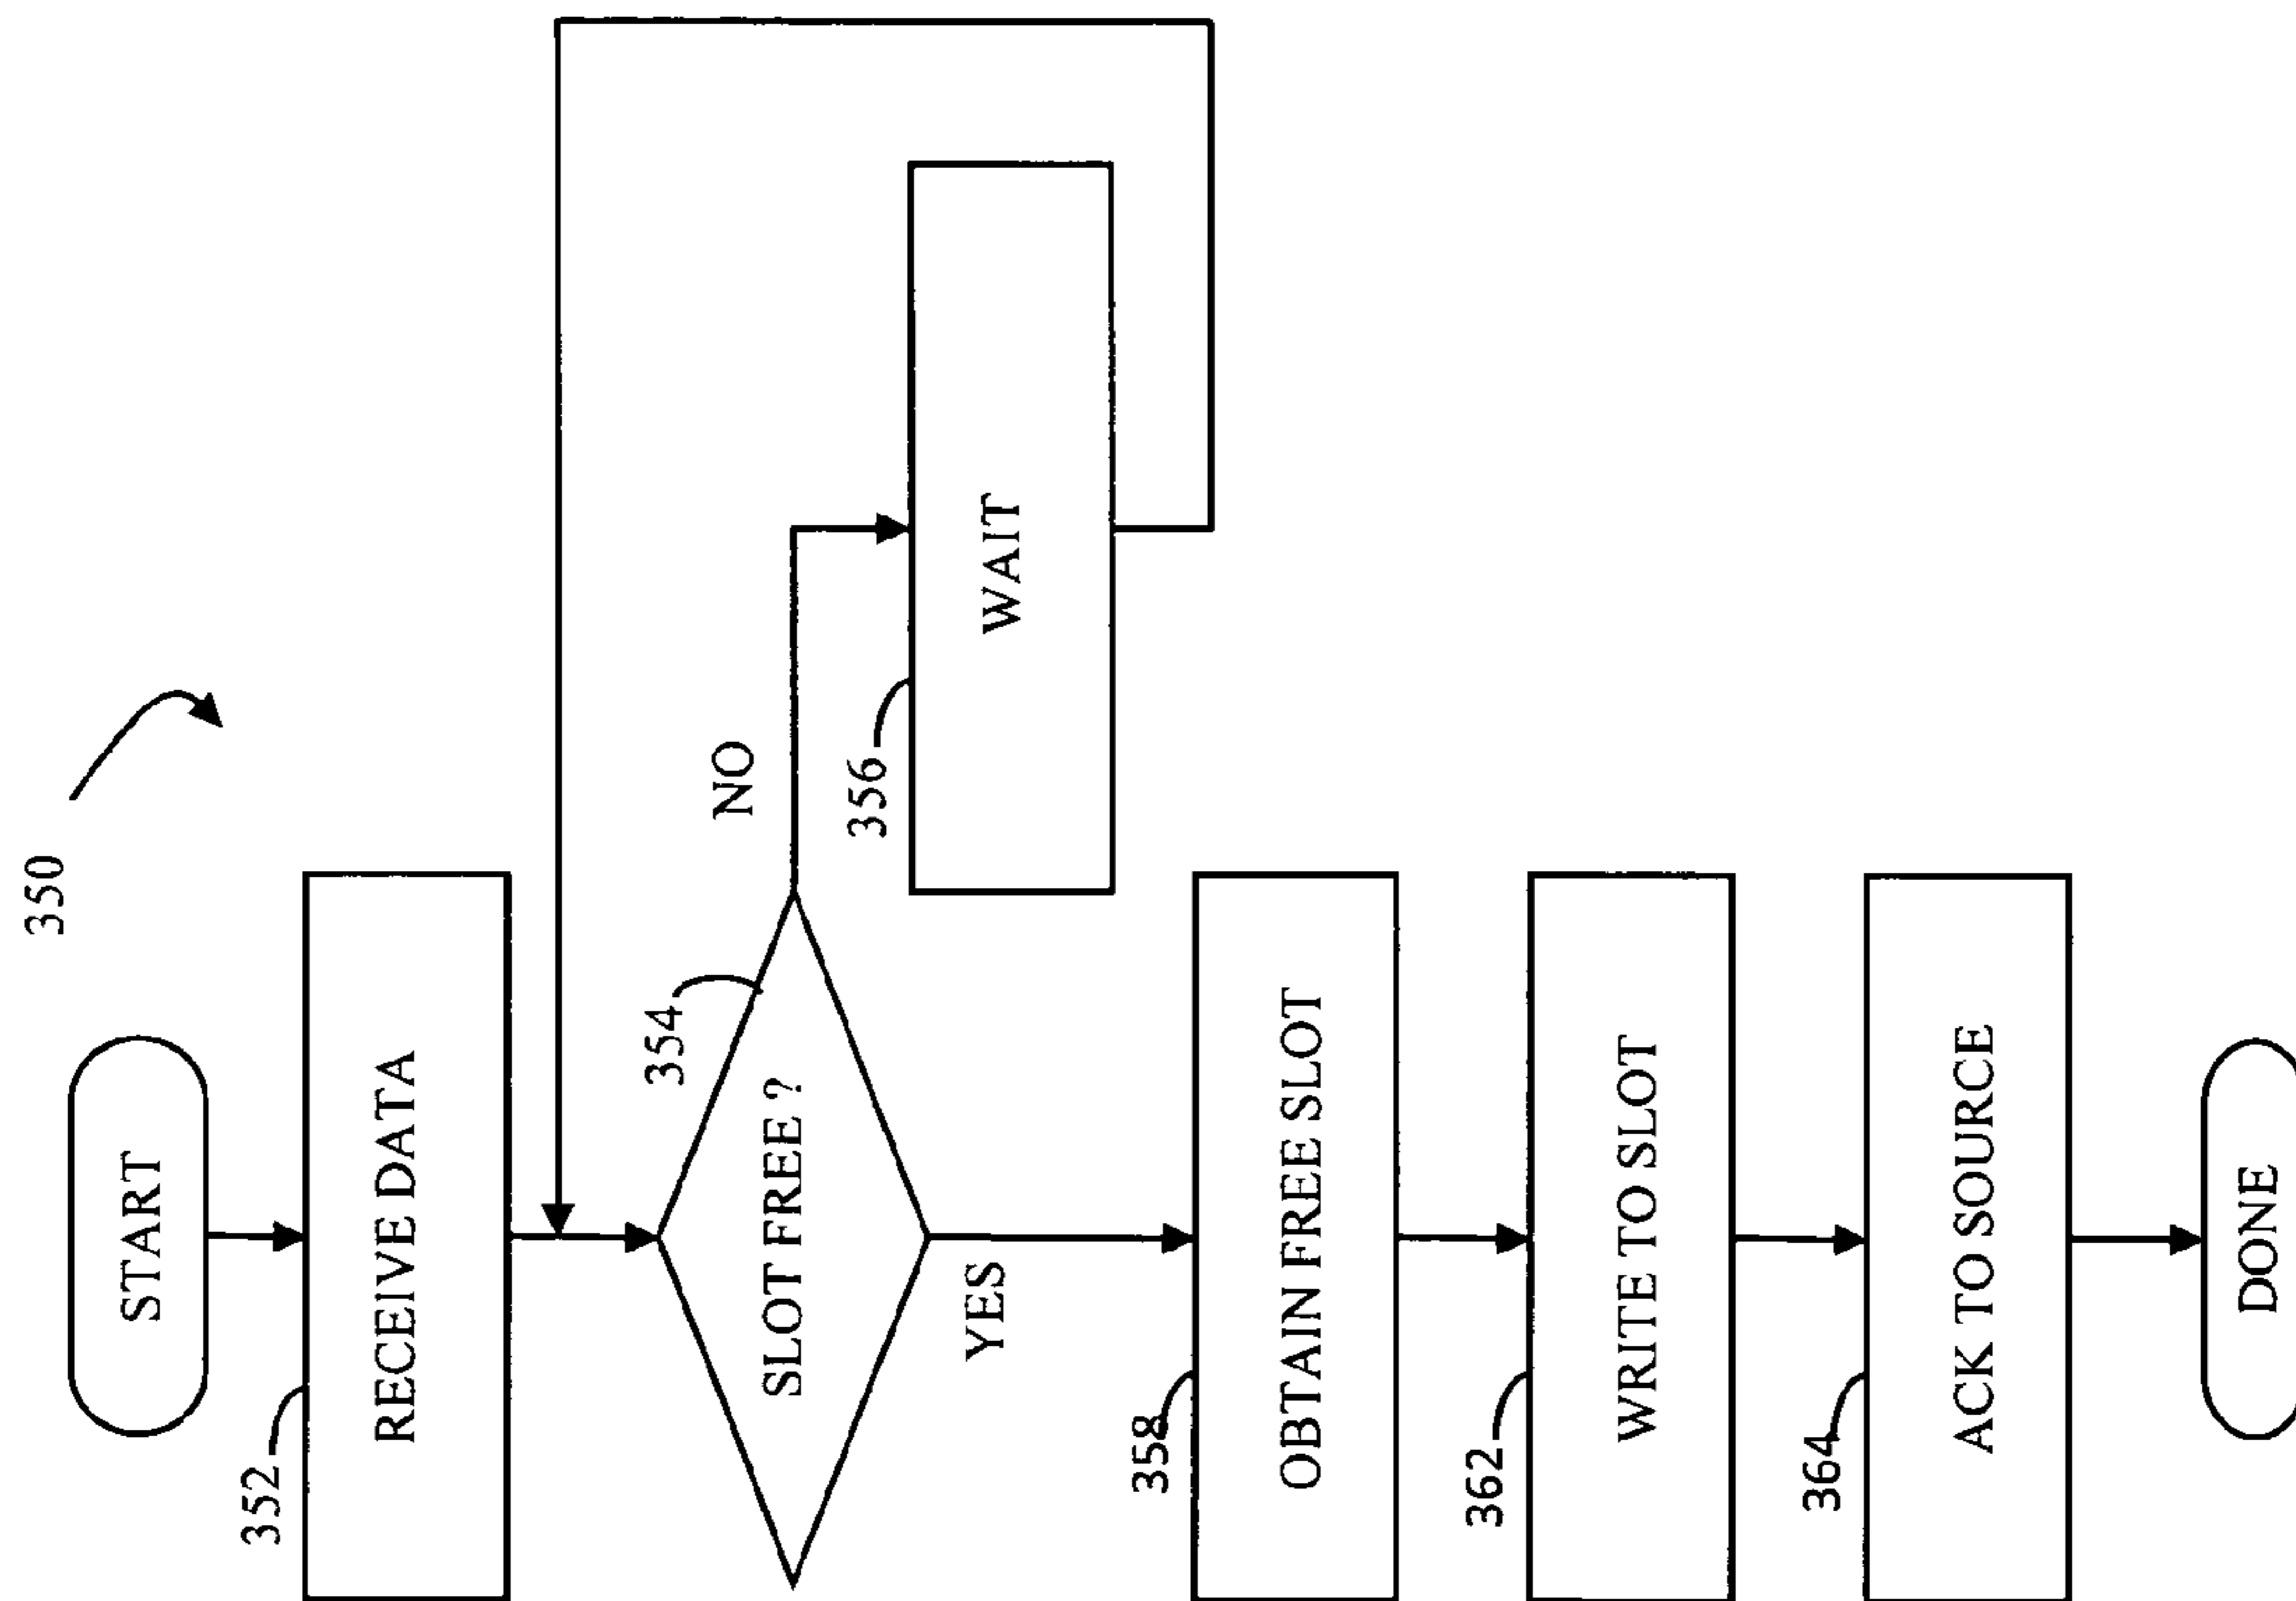 350
START
352
RECEIVE DATA
354
SLOT FREE ?
NO
356
WAIT
YES
358
OBTAIN FREE SLOT
362
WRITE TO SLOT
364
ACK TO SOURCE
DONE